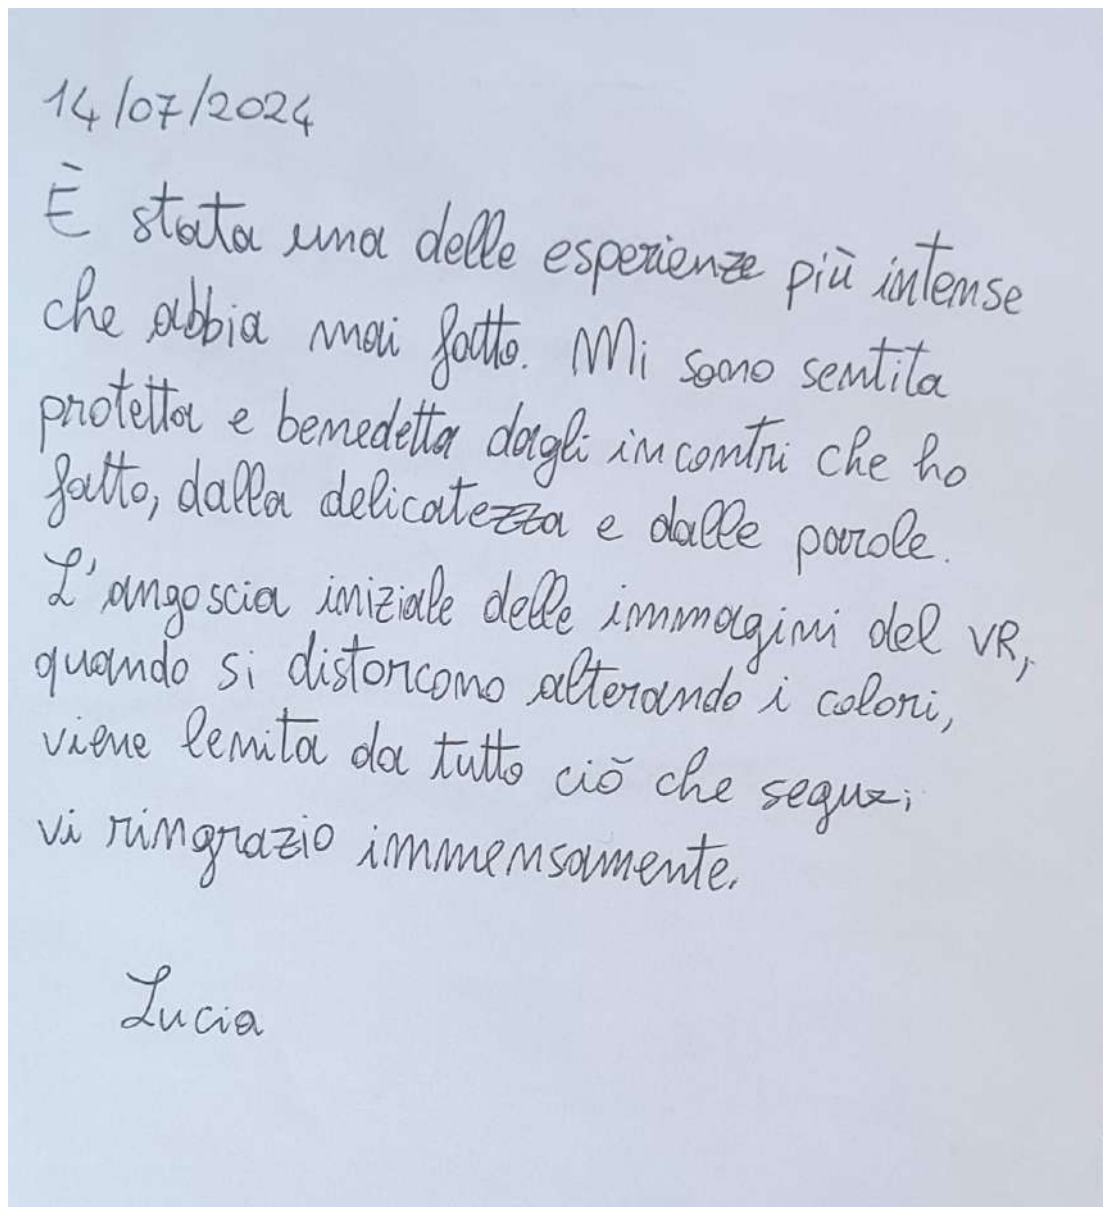 14/07/2024
È stata una delle esperienze più intense
che abbia mai fatto. Mi sono sentita
protetta e benedetta dagli incontri che ho
fatto, dalla delicatezza e dalle parole.
L'angoscia iniziale delle immagini del VR,
quando si distorcono alterando i colori,
viene lenita da tutto ciò che segue;
vi ringrazio immensamente.
Lucia